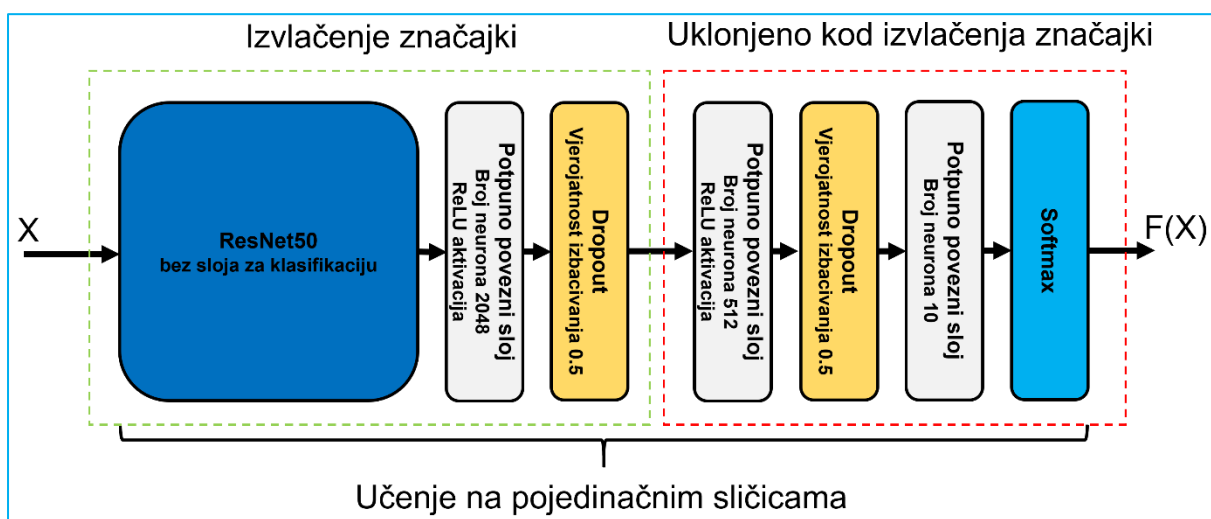 Izvlačenje značajki
Uklonjeno kod izvlačenja značajki
X
ResNet50
bez sloja za klasifikaciju
Potpuno povezni sloj
Broj neurona 2048
ReLU aktivacija
Dropout
Vjerojatnost izbacivanja 0.5
Potpuno povezni sloj
Broj neurona 512
ReLU aktivacija
Dropout
Vjerojatnost izbacivanja 0.5
Potpuno povezni sloj
Broj neurona 10
Softmax
F(X)
Učenje na pojedinačnim sličicama